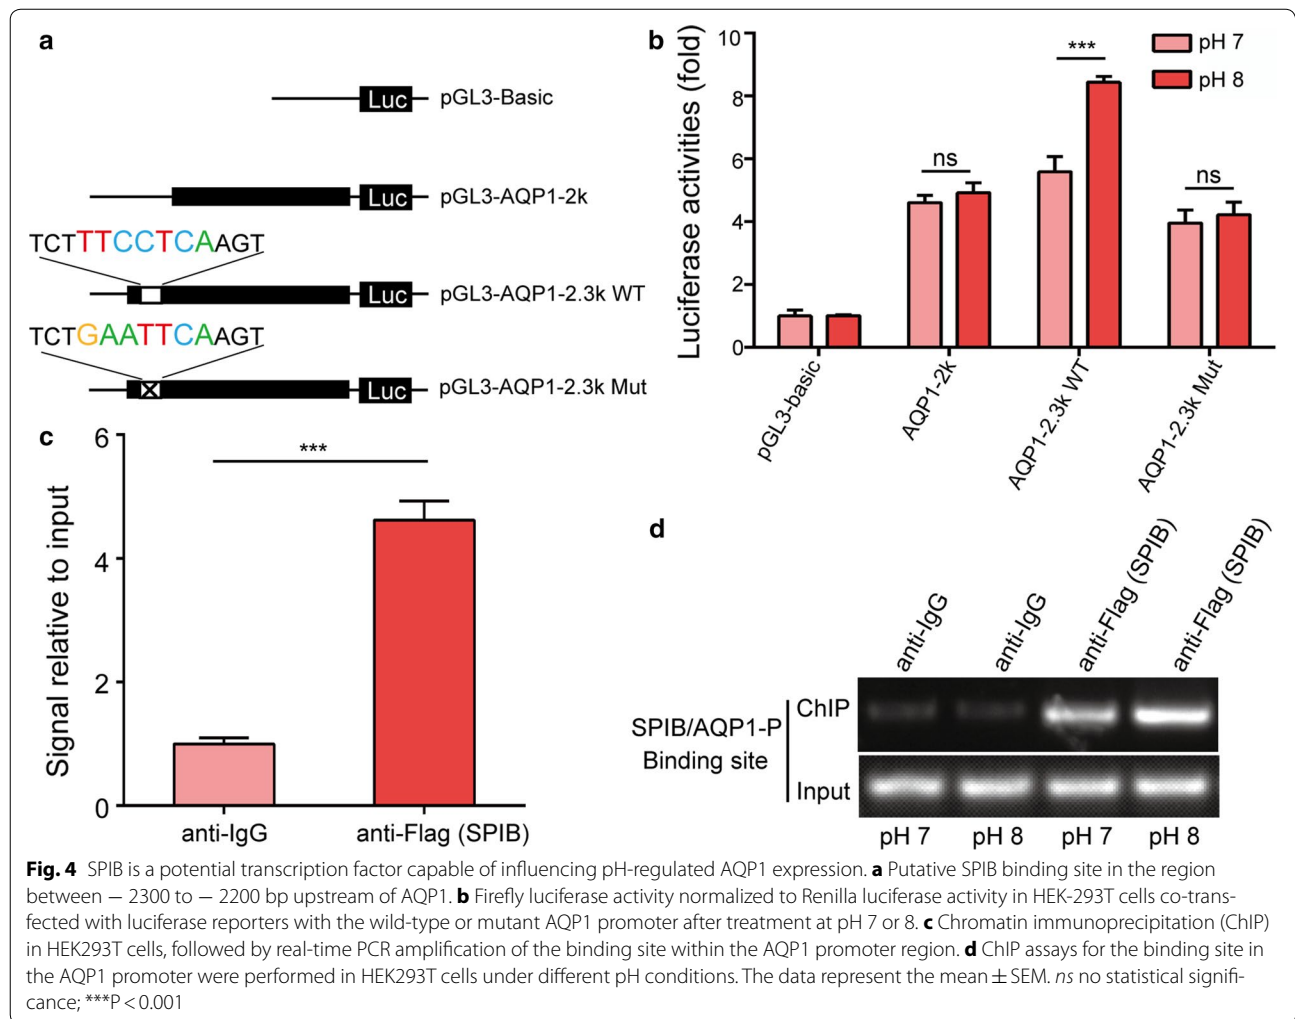 a
Luc pGL3-Basic
Luc pGL3-AQP1-2k
TCTTTCCTCAAGT
Luc pGL3-AQP1-2.3k WT
TCTGAATTCAAGT
Luc pGL3-AQP1-2.3k Mut
b
Luciferase activities (fold)
10
8
6
4
2
0
pH 7
pH 8
ns
***
ns
pGL3-basic
AQP1-2k
AQP1-2.3k WT
AQP1-2.3k Mut
c
Signal relative to input
6
4
2
0
***
anti-IgG
anti-Flag (SPIB)
d
anti-IgG
anti-IgG
anti-Flag (SPIB)
anti-Flag (SPIB)
SPIB/AQP1-P
Binding site
ChIP
Input
pH 7 pH 8 pH 7 pH 8
Fig. 4 SPIB is a potential transcription factor capable of influencing pH-regulated AQP1 expression. a Putative SPIB binding site in the region
between − 2300 to − 2200 bp upstream of AQP1. b Firefly luciferase activity normalized to Renilla luciferase activity in HEK-293T cells co-trans-
fected with luciferase reporters with the wild-type or mutant AQP1 promoter after treatment at pH 7 or 8. c Chromatin immunoprecipitation (ChIP)
in HEK293T cells, followed by real-time PCR amplification of the binding site within the AQP1 promoter region. d ChIP assays for the binding site in
the AQP1 promoter were performed in HEK293T cells under different pH conditions. The data represent the mean ± SEM. ns no statistical signifi-
cance; ***P < 0.001